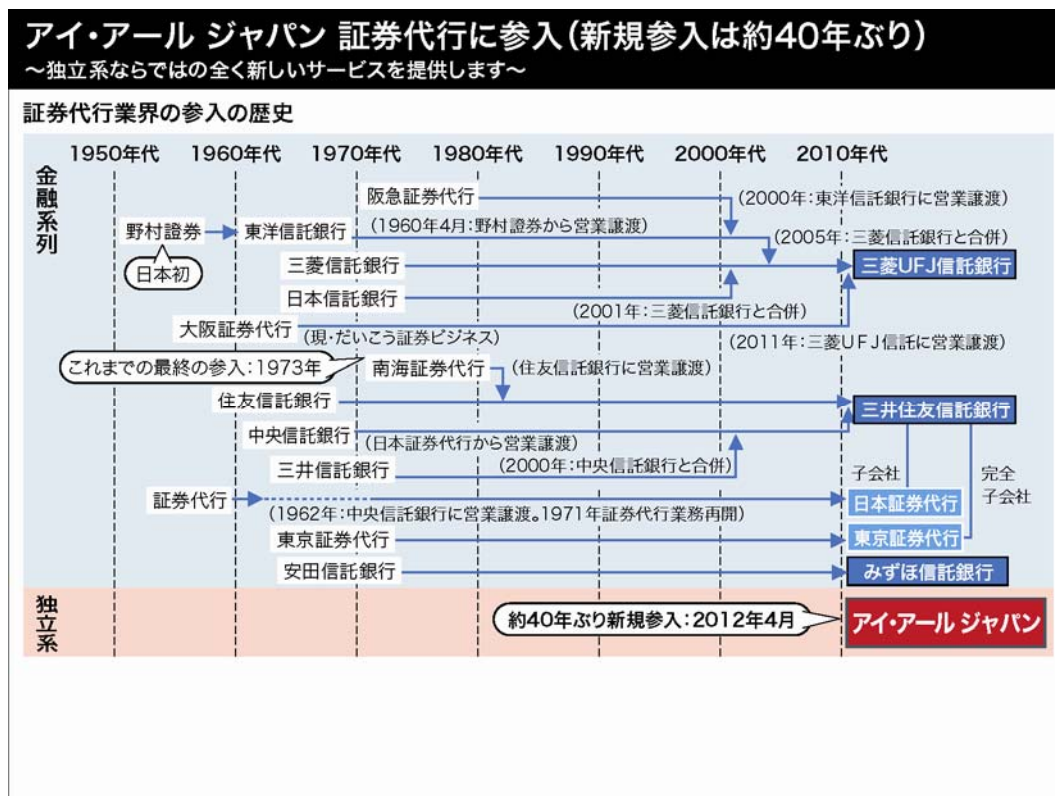 アイ・アール ジャパン 証券代行に参入(新規参入は約40年ぶり)
〜独立系ならではの全く新しいサービスを提供します〜
証券代行業界の参入の歴史
1950年代 1960年代 1970年代 1980年代 1990年代 2000年代 2010年代
金融系列
阪急証券代行 (2000年:東洋信託銀行に営業譲渡)
野村證券 東洋信託銀行 (1960年4月:野村證券から営業譲渡)
(2005年:三菱信託銀行と合併)
日本初
三菱信託銀行 三菱UFJ信託銀行
日本信託銀行
(2001年:三菱信託銀行と合併)
大阪証券代行 (現・だいこう証券ビジネス)
(2011年:三菱UFJ信託に営業譲渡)
これまでの最終の参入:1973年 南海証券代行 (住友信託銀行に営業譲渡)
住友信託銀行 三井住友信託銀行
中央信託銀行 (日本証券代行から営業譲渡)
三井信託銀行 (2000年:中央信託銀行と合併)
子会社 完全子会社
証券代行 日本証券代行
(1962年:中央信託銀行に営業譲渡。1971年証券代行業務再開)
東京証券代行 東京証券代行
安田信託銀行 みずほ信託銀行
独立系
約40年ぶり新規参入:2012年4月 アイ・アール ジャパン